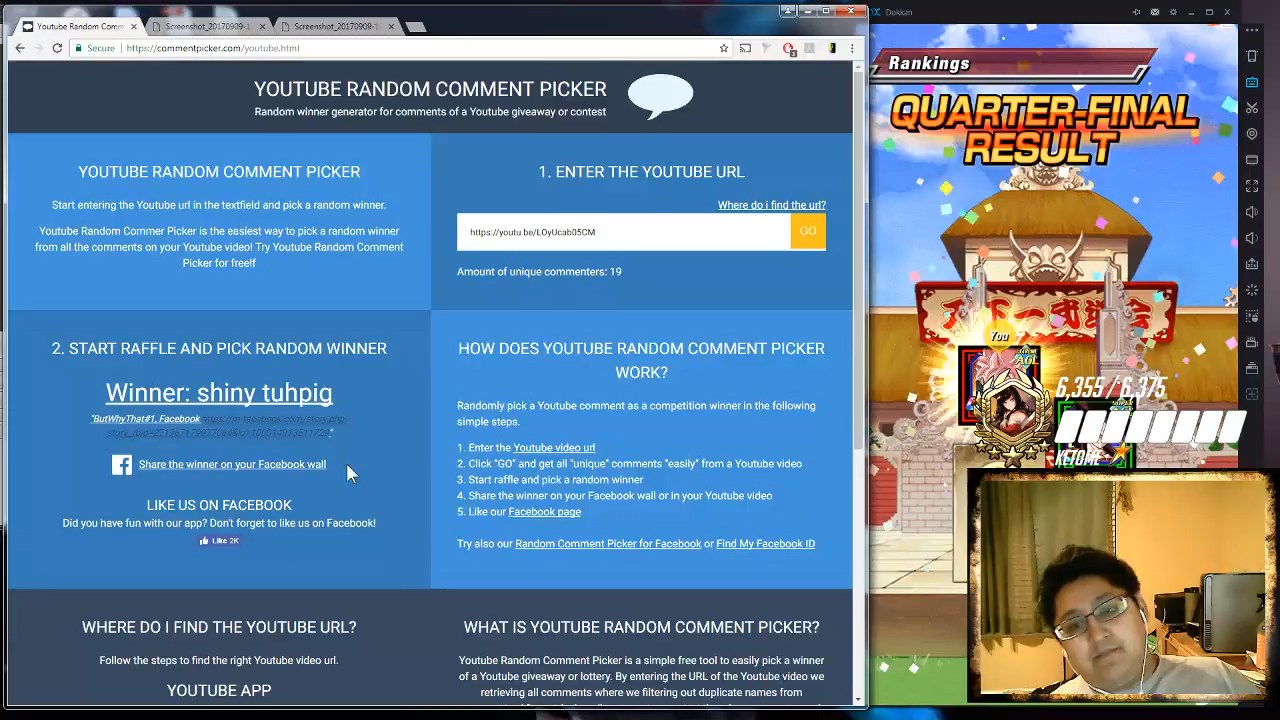 Youtube Random Comm
Screenshot_20170909-1
Screenshot_20170909-1
Dokkan
Secure
https://commentpicker.com/youtube.html
YOUTUBE RANDOM COMMENT PICKER
Random winner generator for comments of a Youtube giveaway or contest
YOUTUBE RANDOM COMMENT PICKER
Start entering the Youtube url in the textfield and pick a random winner.
Youtube Random Commer Picker is the easiest way to pick a random winner
from all the comments on your Youtube video! Try Youtube Random Comment
Picker for free!f
1. ENTER THE YOUTUBE URL
Where do i find the url?
https://youtu.be/LOyUcab05CM
GO
Amount of unique commenters: 19
2. START RAFFLE AND PICK RANDOM WINNER
Winner: shiny tuhpig
"ButWhyThat#1, Facebook
Share the winner on your Facebook wall
LIKE US ON FACEBOOK
Did you have fun with our app? Don't forget to like us on Facebook!
Like 2K
HOW DOES YOUTUBE RANDOM COMMENT PICKER
WORK?
Randomly pick a Youtube comment as a competition winner in the following
simple steps.
1. Enter the Youtube video url
2. Click "GO" and get all "unique" comments "easily" from a Youtube video
3. Start raffle and pick a random winner
4. Share the winner on your Facebook wall or in your Youtube video
5. Like our Facebook page
Try also our Random Comment Picker for Facebook or Find My Facebook ID
WHERE DO I FIND THE YOUTUBE URL?
Follow the steps to find the right Youtube video url.
YOUTUBE APP
WHAT IS YOUTUBE RANDOM COMMENT PICKER?
Youtube Random Comment Picker is a simple free tool to easily pick a winner
of a Youtube giveaway or lottery. By entering the URL of the Youtube video we
retrieving all comments where we filtering out duplicate names from
Rankings
QUARTER-FINAL
RESULT
天下一武道会
You
AGL
6,355 / 6,375
KETOME